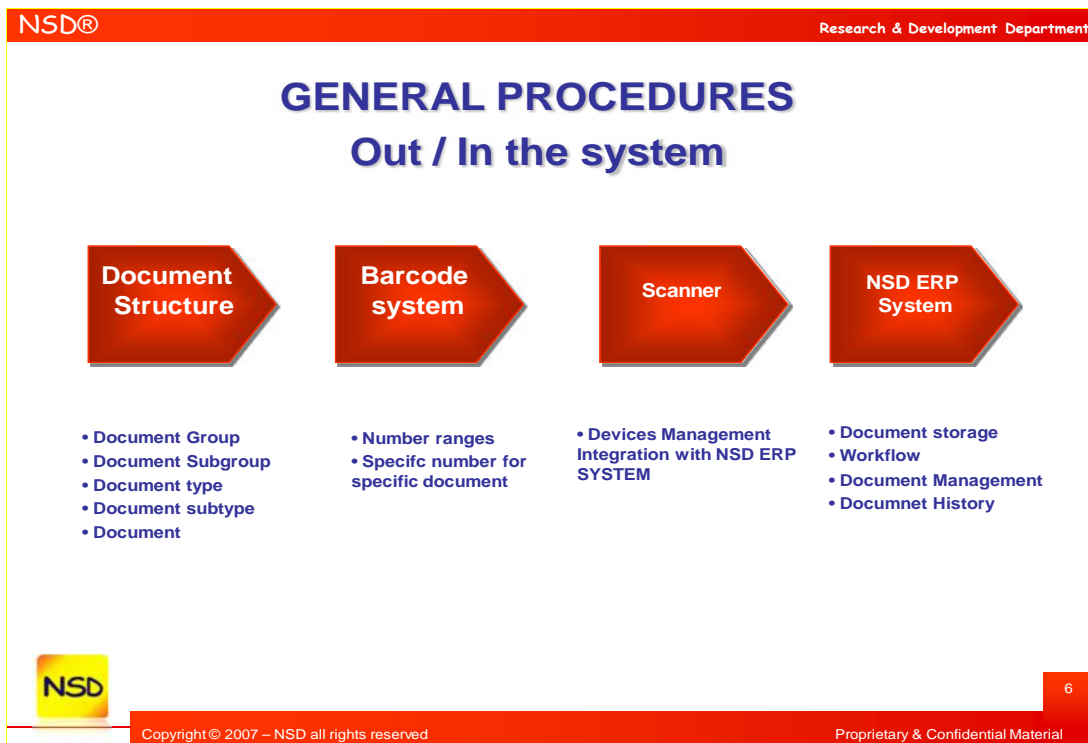 NSD®
Research & Development Department
GENERAL PROCEDURES
Out / In the system
Document
Structure
Barcode
system
Scanner
NSD ERP
System
• Document Group
• Document Subgroup
• Document type
• Document subtype
• Document
• Number ranges
• Specifc number for
specific document
• Devices Management
Integration with NSD ERP
SYSTEM
• Document storage
• Workflow
• Document Management
• Documnet History
NSD
6
Copyright © 2007 – NSD all rights reserved
Proprietary & Confidential Material